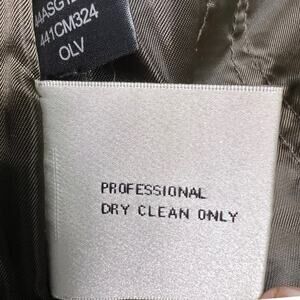 441CM324
OLV
PROFESSIONAL
DRY CLEAN ONLY